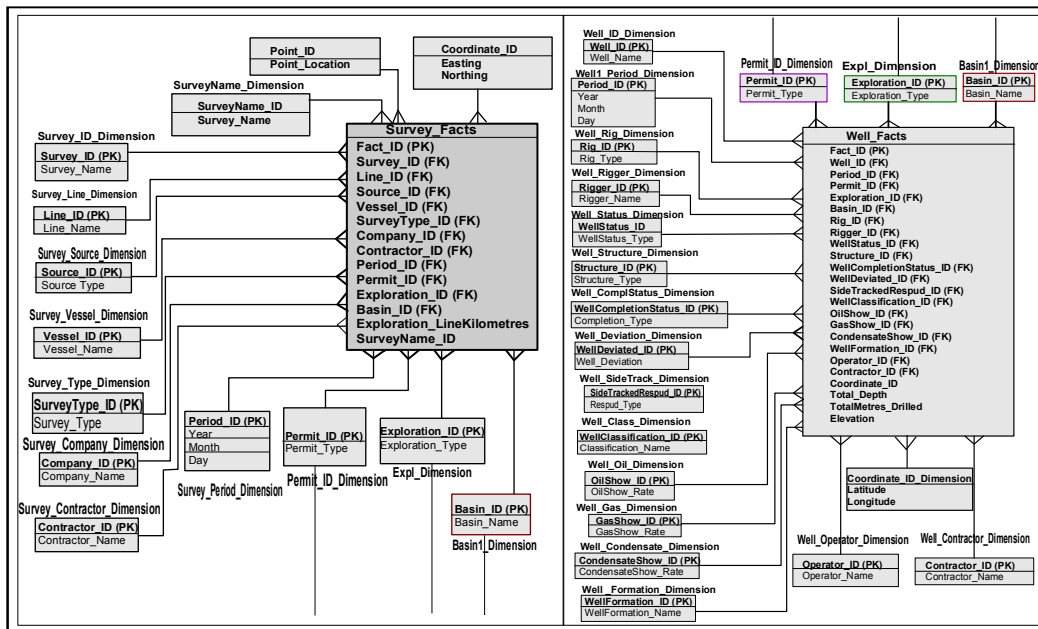 Point_ID
Point_Location
Coordinate_ID
Easting
Northing
SurveyName_Dimension
SurveyName_ID
Survey_Name
Survey_ID_Dimension
Survey_ID (PK)
Survey_Name
Survey_Line_Dimension
Line_ID (PK)
Line_Name
Survey_Source_Dimension
Source_ID (PK)
Source Type
Survey_Vessel_Dimension
Vessel_ID (PK)
Vessel_Name
Survey_Type_Dimension
SurveyType_ID (PK)
Survey_Type
Survey_Company_Dimension
Company_ID (PK)
Company_Name
Survey_Contractor_Dimension
Contractor_ID (PK)
Contractor_Name
Survey_Facts
Fact_ID (PK)
Survey_ID (FK)
Line_ID (FK)
Source_ID (FK)
Vessel_ID (FK)
SurveyType_ID (FK)
Company_ID (FK)
Contractor_ID (FK)
Period_ID (FK)
Permit_ID (FK)
Exploration_ID (FK)
Basin_ID (FK)
Exploration_LineKilometres
SurveyName_ID
Period_ID (PK)
Year
Month
Day
Survey_Period_Dimension
Permit_ID (PK)
Permit_Type
Permit_ID_Dimension
Exploration_ID (PK)
Exploration_Type
Expl_Dimension
Basin_ID (PK)
Basin_Name
Basin1_Dimension
Well_ID_Dimension
Well_ID (PK)
Well_Name
Well1_Period_Dimension
Period_ID (PK)
Year
Month
Day
Well_Rig_Dimension
Rig_ID (PK)
Rig_Type
Well_Rigger_Dimension
Rigger_ID (PK)
Rigger_Name
Well_Status_Dimension
WellStatus_ID
WellStatus_Type
Well_Structure_Dimension
Structure_ID (PK)
Structure_Type
Well_ComplStatus_Dimension
WellCompletionStatus_ID (PK)
Completion_Type
Well_Deviation_Dimension
WellDeviated_ID (PK)
Well_Deviation
Well_SideTrack_Dimension
SideTrackedRespud_ID (PK)
Respud_Type
Well_Class_Dimension
WellClassification_ID (PK)
Classification_Name
Well_Oil_Dimension
OilShow_ID (PK)
OilShow_Rate
Well_Gas_Dimension
GasShow_ID (PK)
GasShow_Rate
Well_Condensate_Dimension
CondensateShow_ID (PK)
CondensateShow_Rate
Well _Formation_Dimension
WellFormation_ID (PK)
WellFormation_Name
Permit_ID_Dimension
Permit_ID (PK)
Permit_Type
Expl_Dimension
Exploration_ID (PK)
Exploration_Type
Basin1_Dimension
Basin_ID (PK)
Basin_Name
Well_Facts
Fact_ID (PK)
Well_ID (FK)
Period_ID (FK)
Permit_ID (FK)
Exploration_ID (FK)
Basin_ID (FK)
Rig_ID (FK)
Rigger_ID (FK)
WellStatus_ID (FK)
Structure_ID (FK)
WellCompletionStatus_ID (FK)
WellDeviated_ID (FK)
SideTrackedRespud_ID (FK)
WellClassification_ID (FK)
OilShow_ID (FK)
GasShow_ID (FK)
CondensateShow_ID (FK)
WellFormation_ID (FK)
Operator_ID (FK)
Contractor_ID (FK)
Coordinate_ID
Total_Depth
TotalMetres_Drilled
Elevation
Coordinate_ID_Dimension
Latitude
Longitude
Well_Operator_Dimension
Operator_ID (PK)
Operator_Name
Well_Contractor_Dimension
Contractor_ID (PK)
Contractor_Name